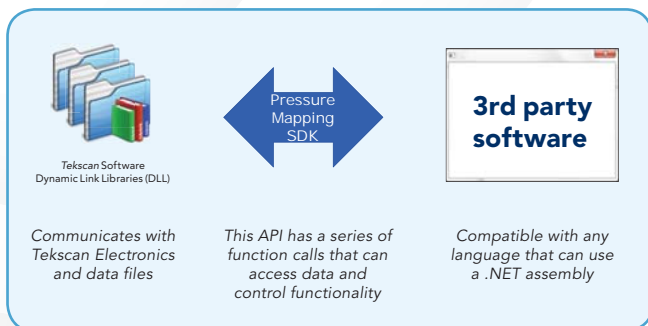 Pressure
Mapping
SDK
3rd party
software
Tekscan Software
Dynamic Link Libraries (DLL)
Communicates with
Tekscan Electronics
and data files
This API has a series of
function calls that can
access data and
control functionality
Compatible with any
language that can use
a .NET assembly